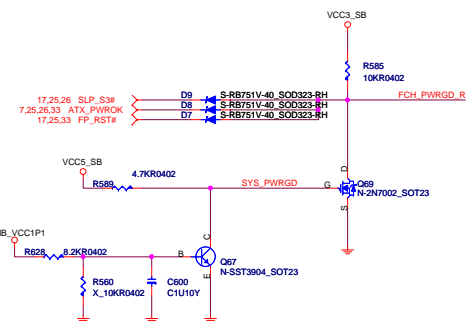 VCC3_SB
R585
10KR0402
17,25,26 SLP_S3# D9 S-RB751V-40_SOD323-RH FCH_PWRGD_R
7,25,26,33 ATX_PWROK D8 S-RB751V-40_SOD323-RH
17,25,33 FP_RST# D7 S-RB751V-40_SOD323-RH
VCC5_SB
4.7KR0402
R589
SYS_PWRGD
G
D
S
Q69
N-2N7002_SOT23
IB_VCC1P1
R628 8.2KR0402
B
C
E
Q67
N-SST3904_SOT23
R560
X_10KR0402
C600
C1U10Y